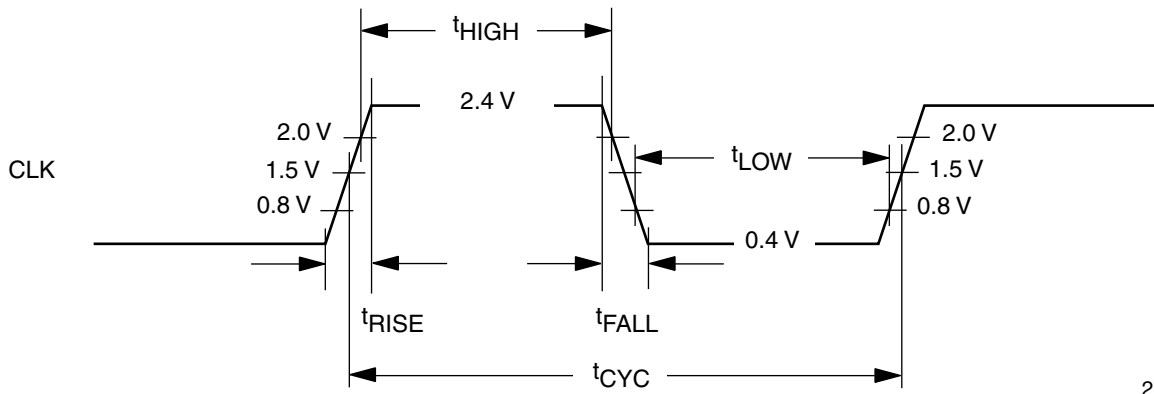 tHIGH
2.4 V
2.0 V
2.0 V
tLOW
CLK
1.5 V
1.5 V
0.8 V
0.8 V
0.4 V
tRISE
tFALL
tCYC
2